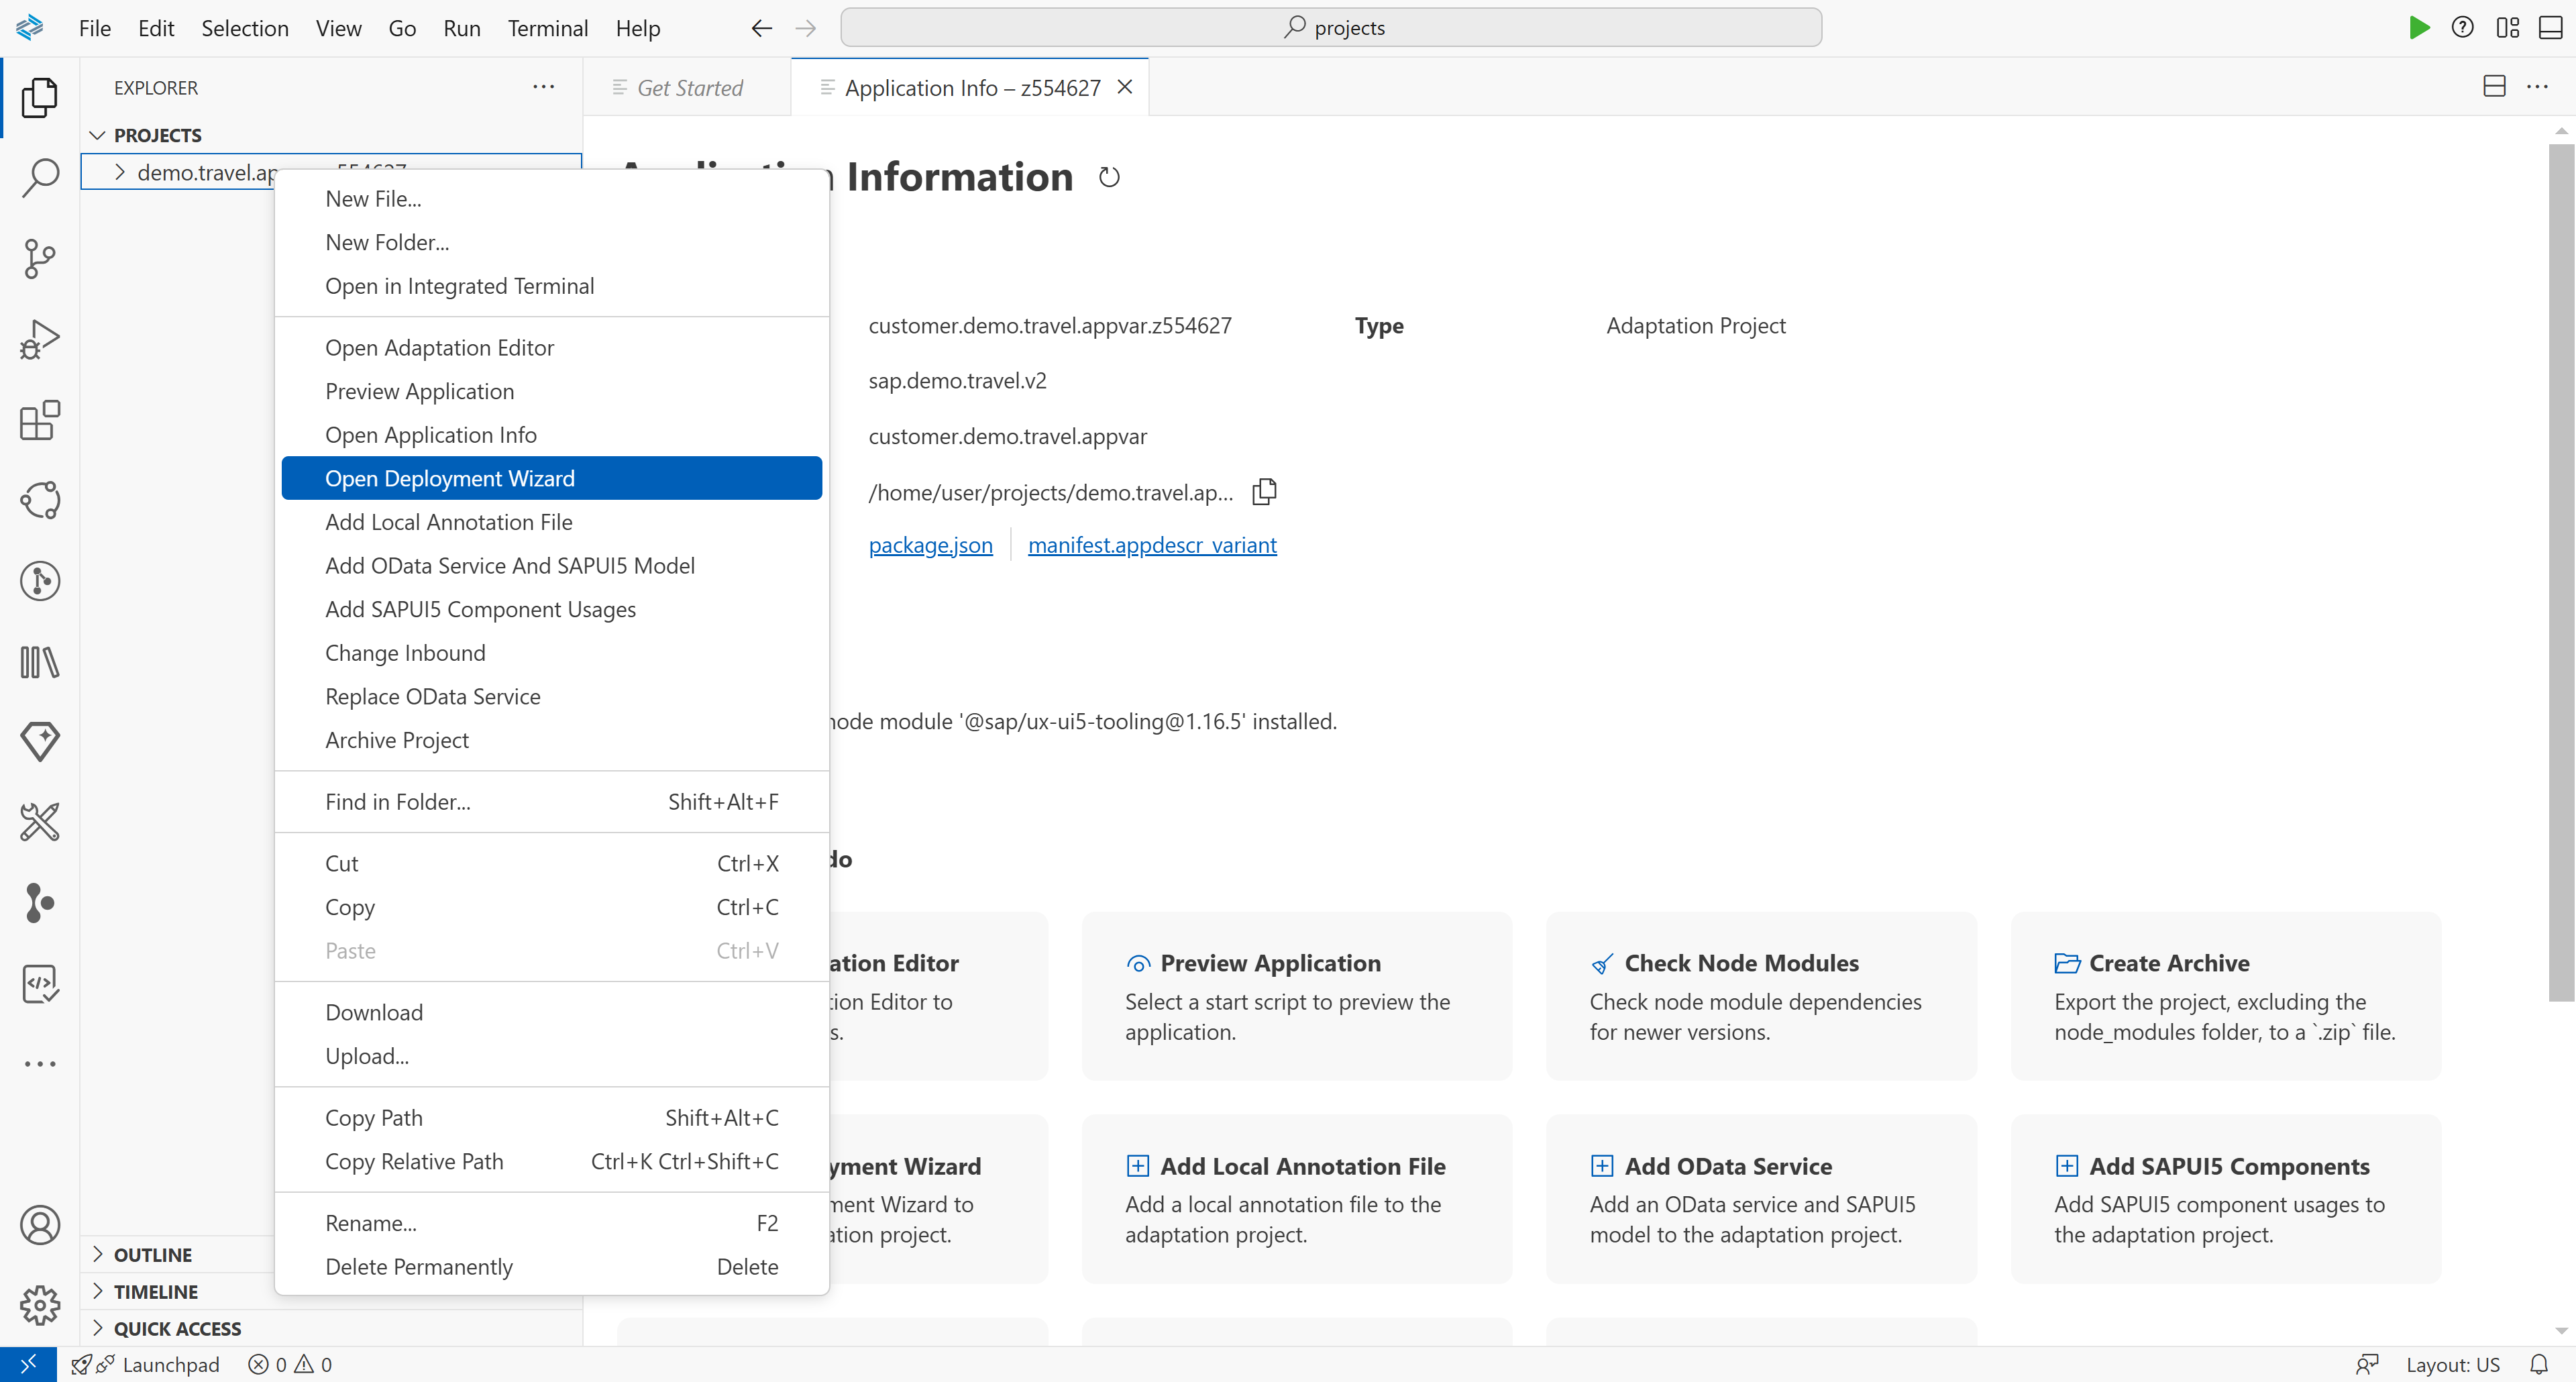 File Edit Selection View Go Run Terminal Help projects
EXPLORER
Get Started
Application Info – z554627
PROJECTS
demo.travel.ap
Information
New File...
New Folder...
Open in Integrated Terminal
Open Adaptation Editor
Preview Application
Open Application Info
Open Deployment Wizard
Add Local Annotation File
Add OData Service And SAPUI5 Model
Add SAPUI5 Component Usages
Change Inbound
Replace OData Service
Archive Project
Find in Folder... Shift+Alt+F
Cut Ctrl+X
Copy Ctrl+C
Paste Ctrl+V
Download
Upload...
Copy Path Shift+Alt+C
Copy Relative Path Ctrl+K Ctrl+Shift+C
Rename... F2
Delete Permanently Delete
customer.demo.travel.appvar.z554627 Type Adaptation Project
sap.demo.travel.v2
customer.demo.travel.appvar
/home/user/projects/demo.travel.ap...
package.json manifest.appdescr_variant
node module '@sap/ux-ui5-tooling@1.16.5' installed.
do
ation Editor
ion Editor to
s.
Preview Application
Select a start script to preview the
application.
Check Node Modules
Check node module dependencies
for newer versions.
Create Archive
Export the project, excluding the
node_modules folder, to a `.zip` file.
yment Wizard
ment Wizard to
ation project.
Add Local Annotation File
Add a local annotation file to the
adaptation project.
Add OData Service
Add an OData service and SAPUI5
model to the adaptation project.
Add SAPUI5 Components
Add SAPUI5 component usages to
the adaptation project.
OUTLINE
TIMELINE
QUICK ACCESS
Launchpad 0 0 Layout: US